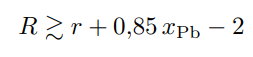 R ≳ r + 0,85 x_Pb − 2